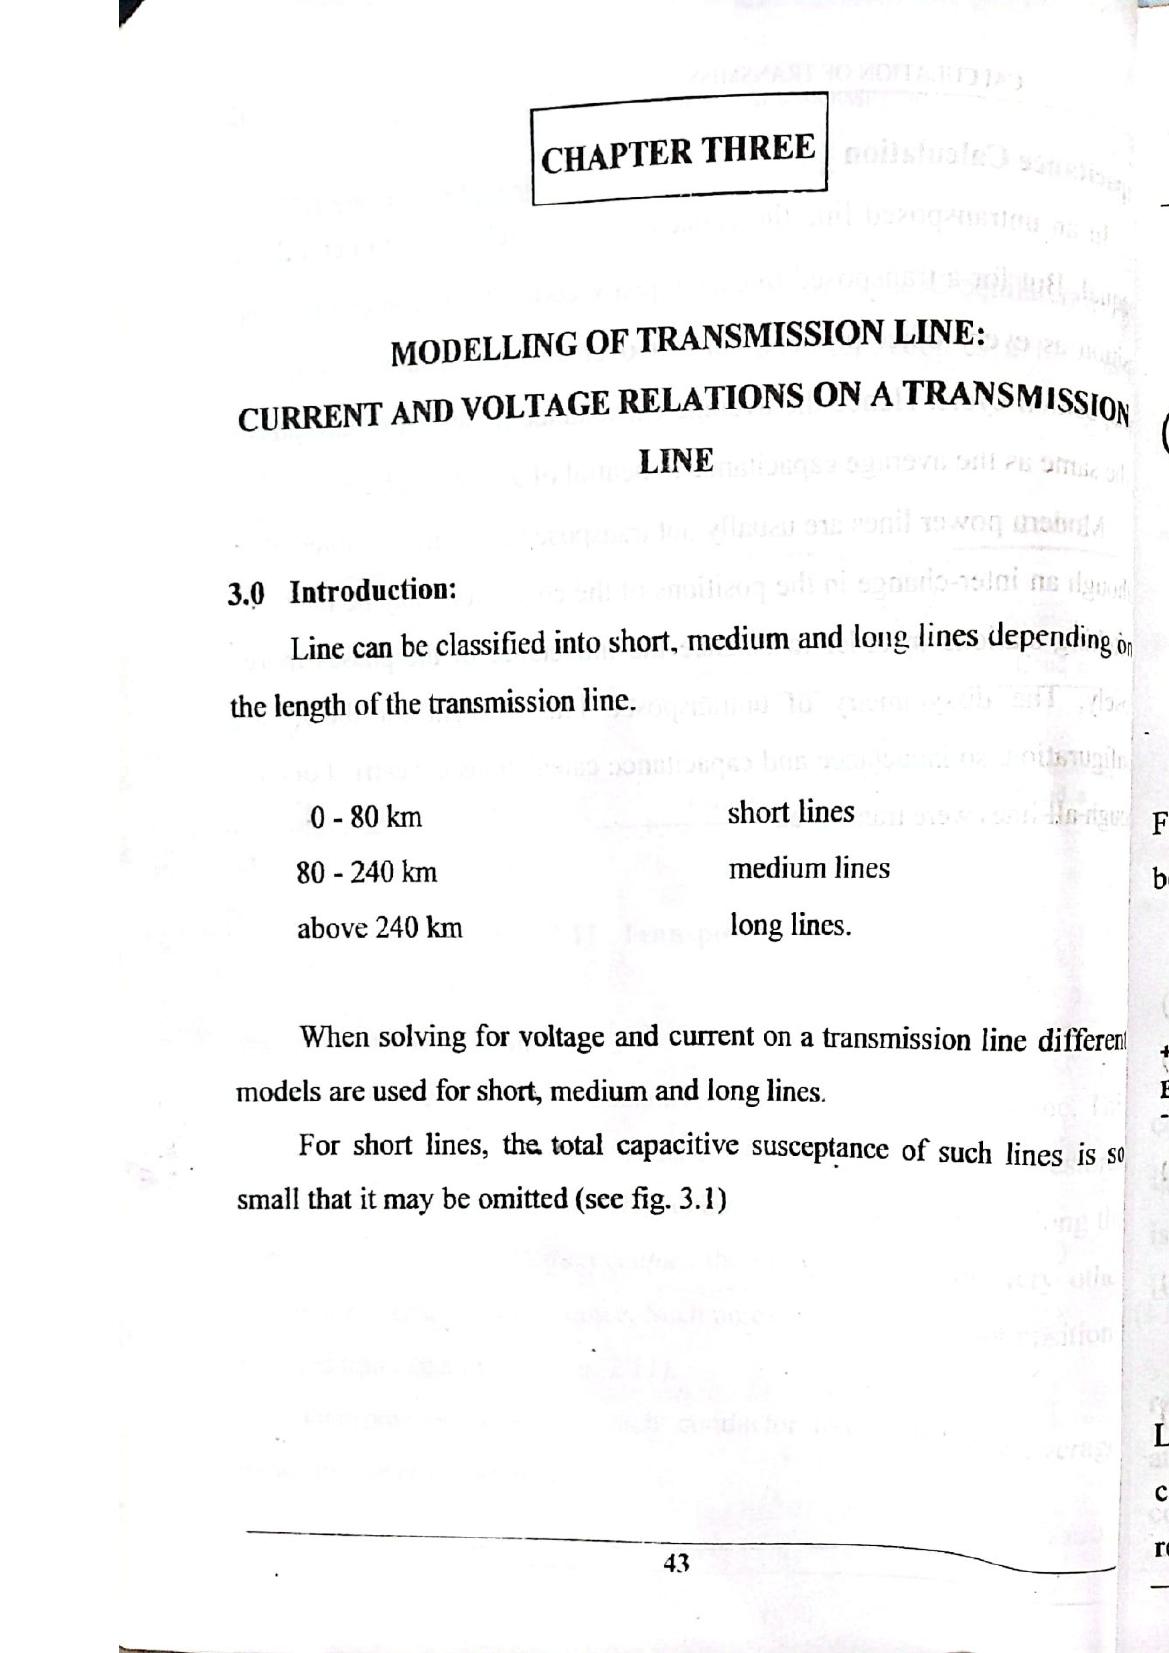 CHAPTER THREE
MODELLING OF TRANSMISSION LINE:
CURRENT AND VOLTAGE RELATIONS ON A TRANSMISSION
LINE
3.0 Introduction:
Line can be classified into short, medium and long lines depending on
the length of the transmission line.
0 - 80 km short lines
80 - 240 km medium lines
above 240 km long lines.
When solving for voltage and current on a transmission line different
models are used for short, medium and long lines.
For short lines, the total capacitive susceptance of such lines is so
small that it may be omitted (see fig. 3.1)
43